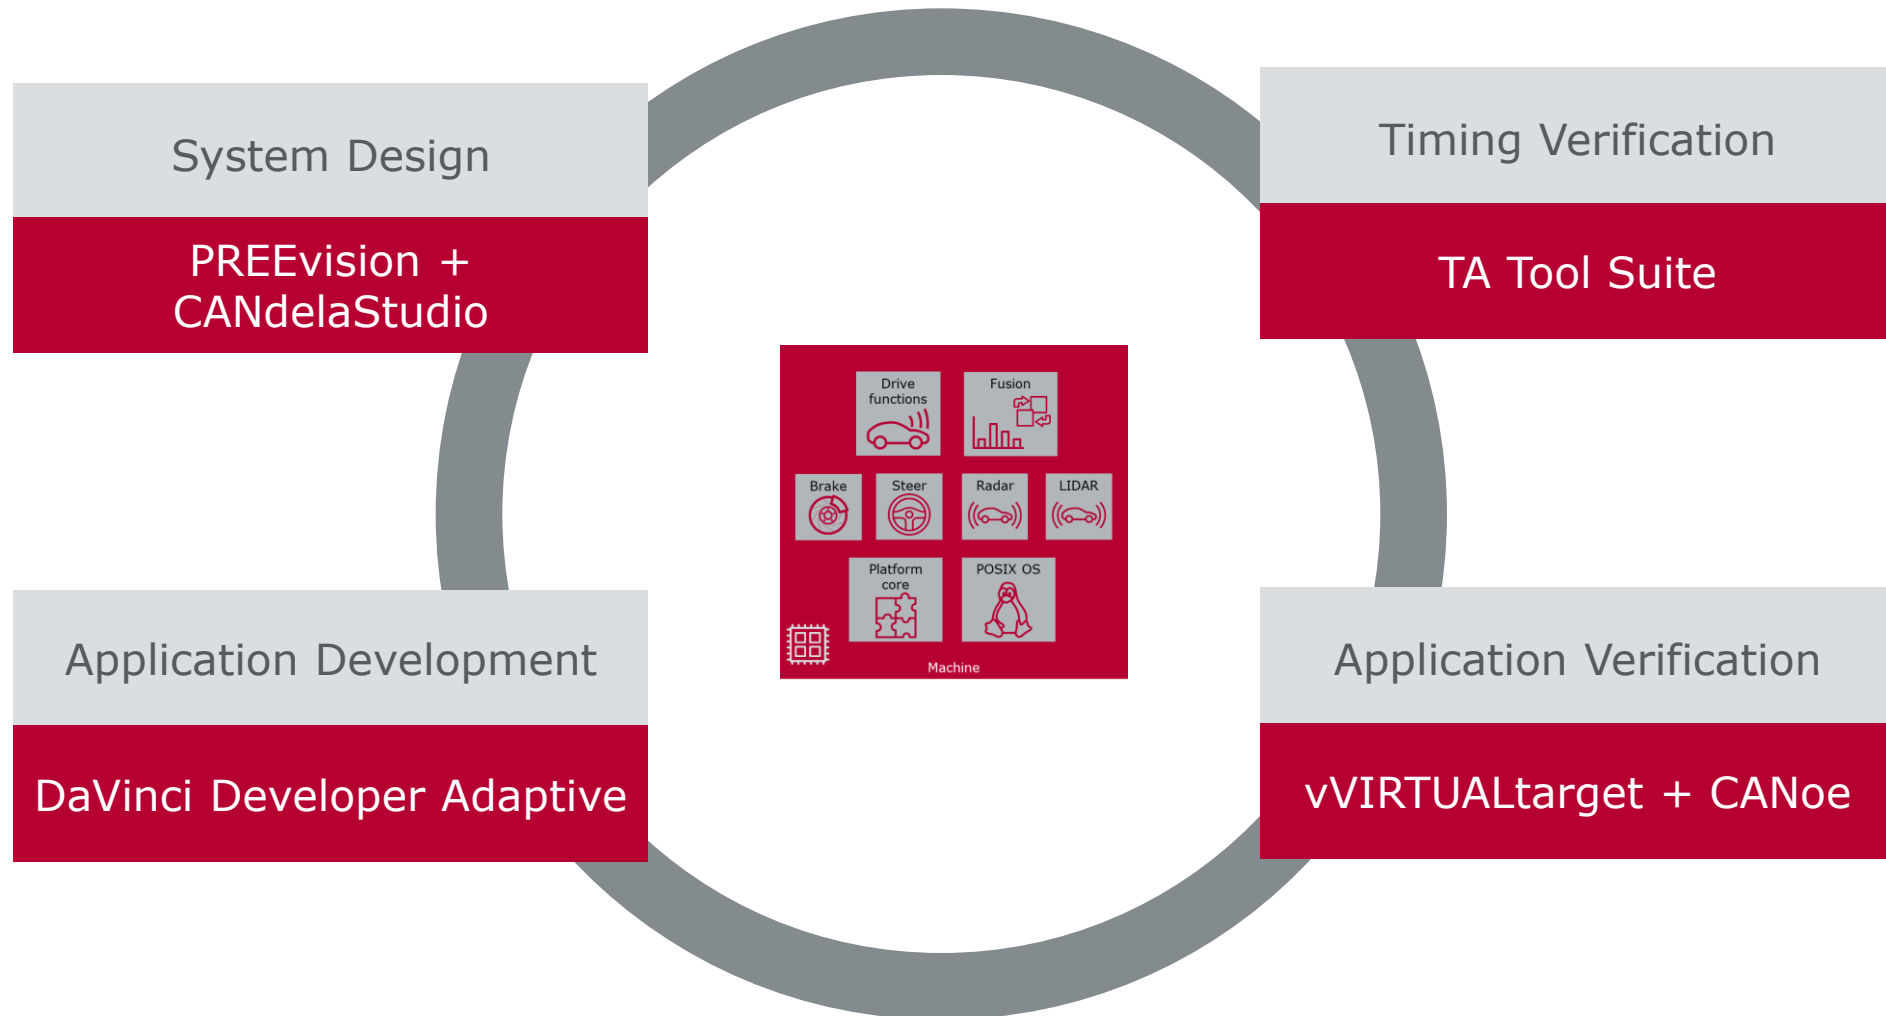 System Design
PREEvision +
CANdelaStudio
Timing Verification
TA Tool Suite
Drive
functions
Fusion
Brake
Steer
Radar
LIDAR
Platform
core
POSIX OS
Machine
Application Development
DaVinci Developer Adaptive
Application Verification
vVIRTUALtarget + CANoe